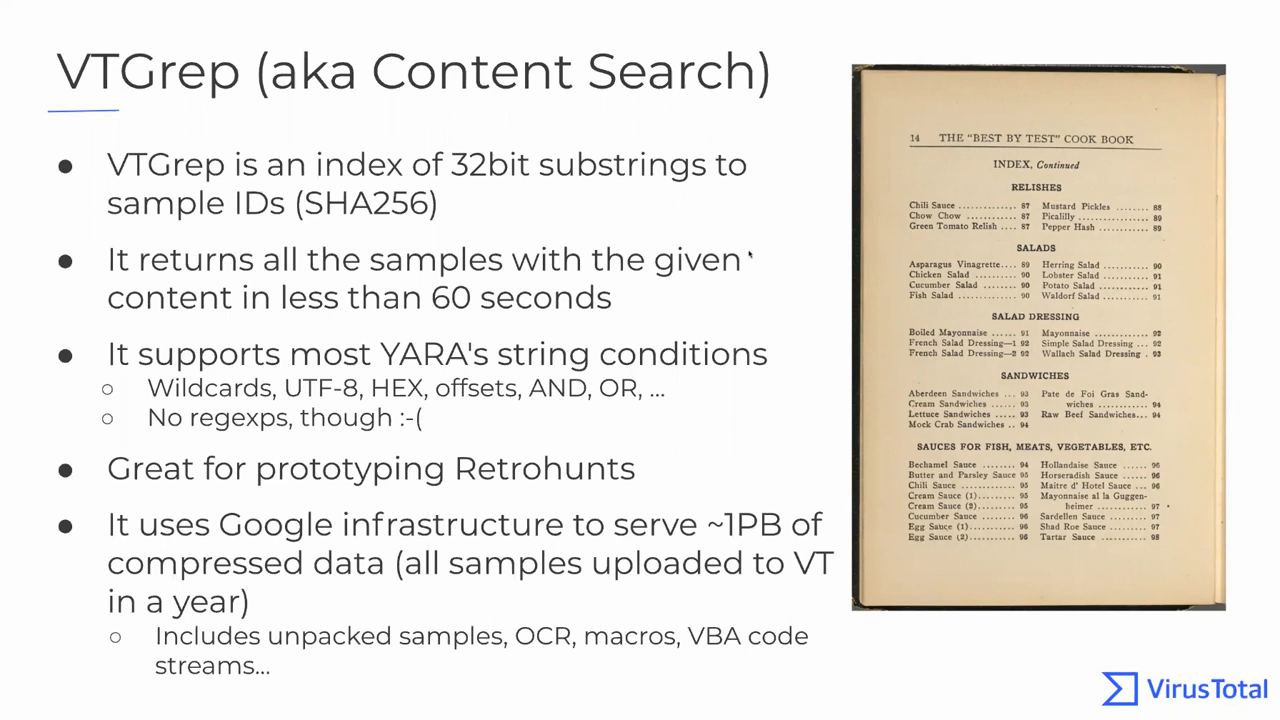 VTGrep (aka Content Search)
● VTGrep is an index of 32bit substrings to
sample IDs (SHA256)
● It returns all the samples with the given
content in less than 60 seconds
● It supports most YARA's string conditions
○ Wildcards, UTF-8, HEX, offsets, AND, OR, ...
○ No regexps, though :-(
● Great for prototyping Retrohunts
● It uses Google infrastructure to serve ~1PB of
compressed data (all samples uploaded to VT
in a year)
○ Includes unpacked samples, OCR, macros, VBA code
streams...
14 THE "BEST BY TEST" COOK BOOK
INDEX, Continued
RELISHES
Chili Sauce .............. 87 Mustard Pickles ........ 88
Chow Chow ............ 87 Picalilly ................ 89
Green Tomato Relish .... 87 Pepper Hash ............ 89
SALADS
Asparagus Vinagrette.... 89 Herring Salad .......... 90
Chicken Salad .......... 90 Lobster Salad .......... 91
Cucumber Salad ........ 90 Potato Salad ........... 91
Fish Salad ............. 90 Waldorf Salad .......... 91
SALAD DRESSING
Boiled Mayonnaise ...... 91 Mayonnaise ............. 92
French Salad Dressing—1 92 Simple Salad Dressing ... 92
French Salad Dressing—2 92 Wallach Salad Dressing . 93
SANDWICHES
Aberdeen Sandwiches ... 93 Pate de Foi Gras Sand-
Cream Sandwiches ...... 93 wiches ............ 94
Lettuce Sandwiches ..... 93 Raw Beef Sandwiches... 94
Mock Crab Sandwiches .. 94
SAUCES FOR FISH, MEATS, VEGETABLES, ETC.
Bechamel Sauce ........ 94 Hollandaise Sauce ...... 96
Butter and Parsley Sauce 95 Horseradish Sauce ...... 96
Chili Sauce ............. 95 Maitre d' Hotel Sauce ... 96
Cream Sauce (1)........ 95 Mayonnaise al la Guggen-
Cream Sauce (2)........ 95 heimer .............. 97
Cucumber Sauce ........ 96 Sardellen Sauce ........ 97
Egg Sauce (1).......... 96 Shad Roe Sauce ........ 97
Egg Sauce (2).......... 96 Tartar Sauce ........... 98
VirusTotal